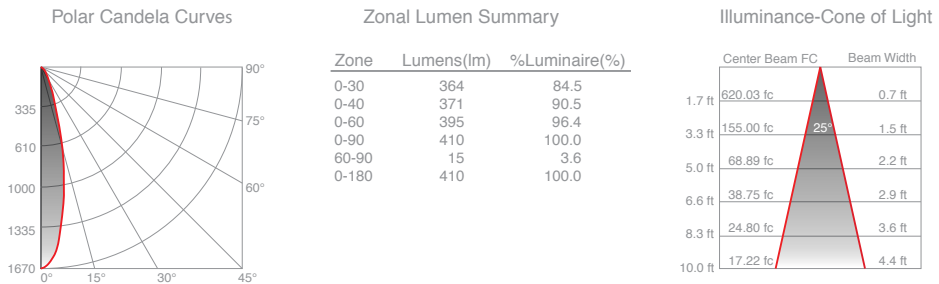 Polar Candela Curves
90°
335
75°
610
1000
60°
1335
1670
0°
15°
30°
45°
Zonal Lumen Summary
Zone Lumens(lm) %Luminaire(%)
0-30 364 84.5
0-40 371 90.5
0-60 395 96.4
0-90 410 100.0
60-90 15 3.6
0-180 410 100.0
Illuminance-Cone of Light
Center Beam FC Beam Width
1.7 ft 620.03 fc 0.7 ft
25°
3.3 ft 155.00 fc 1.5 ft
5.0 ft 68.89 fc 2.2 ft
6.6 ft 38.75 fc 2.9 ft
8.3 ft 24.80 fc 3.6 ft
10.0 ft 17.22 fc 4.4 ft